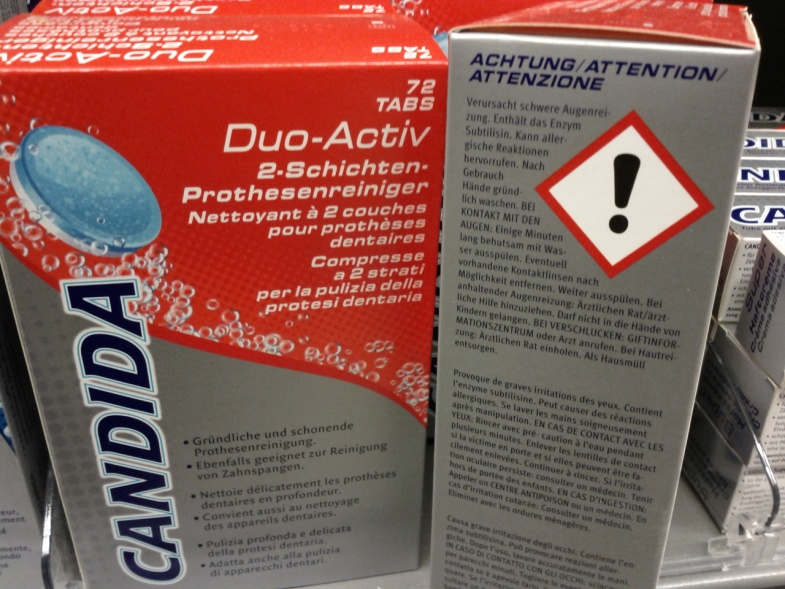 72
TABS
Duo-Activ
2-Schichten-
Prothesenreiniger
Nettoyant à 2 couches
pour prothèses
dentaires
Compresse
a 2 strati
per la pulizia della
protesi dentaria
CANDIDA
• Gründliche und schonende
Prothesenreinigung.
• Ebenfalls geeignet zur Reinigung
von Zahnspangen.
• Nettoie délicatement les prothèses
dentaires en profondeur.
• Convient aussi au nettoyage
des appareils dentaires.
• Pulizia profonda e delicata
della protesi dentaria.
• Adatta anche alla pulizia
di apparecchi dentari.
ACHTUNG/ATTENTION/
ATTENZIONE
Verursacht schwere Augenrei-
zung. Enthält das Enzym
Subtilisin. Kann aller-
gische Reaktionen
hervorrufen. Nach
Gebrauch
Hände gründ-
lich waschen. BEI
KONTAKT MIT DEN
AUGEN: Einige Minuten
lang behutsam mit Was-
ser ausspülen. Eventuell
vorhandene Kontaktlinsen nach
Möglichkeit entfernen. Weiter ausspülen. Bei
anhaltender Augenreizung: Ärztlichen Rat/ärzt-
liche Hilfe hinzuziehen. Darf nicht in die Hände von
Kindern gelangen. BEI VERSCHLUCKEN: GIFTINFOR-
MATIONSZENTRUM oder Arzt anrufen. Bei Hautrei-
zung: Ärztlichen Rat einholen. Als Hausmüll
entsorgen.
Provoque de graves irritations des yeux. Contient
l'enzyme subtilisine. Peut causer des réactions
allergiques. Se laver les mains soigneusement
après manipulation. EN CAS DE CONTACT AVEC LES
YEUX: Rincer avec précaution à l'eau pendant
plusieurs minutes. Enlever les lentilles de contact
si la victime en porte et si elles peuvent être fa-
cilement enlevées. Continuer à rincer. Si l'irrita-
tion oculaire persiste: consulter un médecin. Tenir
hors de portée des enfants. EN CAS D'INGESTION:
Appeler un CENTRE ANTIPOISON ou un médecin. En
cas d'irritation cutanée: Consulter un médecin.
Eliminer avec les ordures ménagères.
Causa grave irritazione degli occhi. Contiene l'en-
zima subtilisina. Può provocare reazioni aller-
giche. Dopo l'uso, lavare accuratamente le mani.
IN CASO DI CONTATTO CON GLI OCCHI: sciacquare
per parecchi minuti. Togliere le eventuali